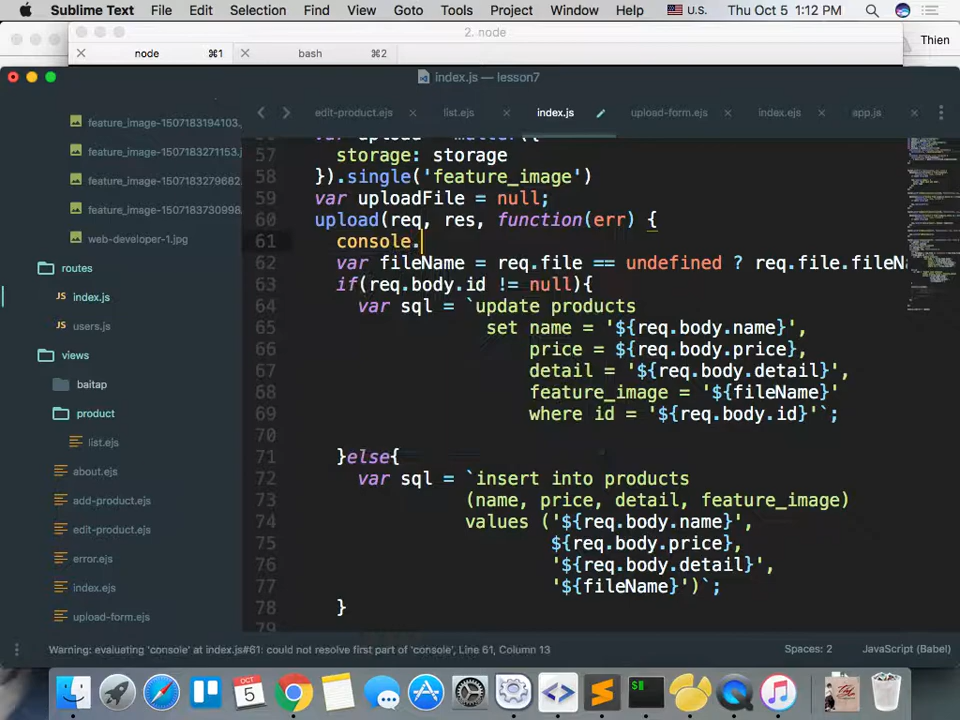 Sublime Text File Edit Selection Find View Goto Tools Project Window Help U.S. Thu Oct 5 1:12 PM
2. node
Thien
node ⌘1 bash ⌘2
index.js — lesson7
edit-product.ejs list.ejs index.js upload-form.ejs index.ejs app.js
feature_image-1507183194103.
feature_image-1507183271153.j
feature_image-1507183279682.
feature_image-1507183730998.
web-developer-1.jpg
routes
index.js
users.js
views
baitap
product
list.ejs
about.ejs
add-product.ejs
edit-product.ejs
error.ejs
index.ejs
upload-form.ejs
57 storage: storage
58 }).single('feature_image')
59 var uploadFile = null;
60 upload(req, res, function(err) {
61 console.
62 var fileName = req.file == undefined ? req.file.fileN
63 if(req.body.id != null){
64 var sql = `update products
65 set name = '${req.body.name}',
66 price = ${req.body.price},
67 detail = '${req.body.detail}',
68 feature_image = '${fileName}'
69 where id = '${req.body.id}'`;
70
71 }else{
72 var sql = `insert into products
73 (name, price, detail, feature_image)
74 values ('${req.body.name}',
75 ${req.body.price},
76 '${req.body.detail}',
77 '${fileName}')`;
78 }
79
Warning: evaluating 'console' at index.js#61: could not resolve first part of 'console', Line 61, Column 13 Spaces: 2 JavaScript (Babel)
OCT
5